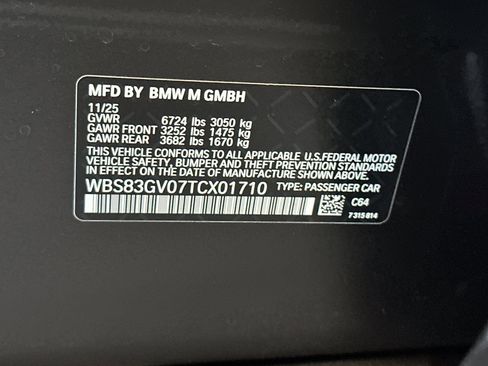 MFD BY BMW M GMBH
11/25
GVWR 6724 lbs 3050 kg
GAWR FRONT 3252 lbs 1475 kg
GAWR REAR 3682 lbs 1670 kg
THIS VEHICLE CONFORMS TO ALL APPLICABLE U.S.FEDERAL MOTOR
VEHICLE SAFETY, BUMPER, AND THEFT PREVENTION STANDARDS
IN EFFECT ON THE DATE OF MANUFACTURE SHOWN ABOVE.
WBS83GV07TCX01710 TYPE: PASSENGER CAR
C64
7315814